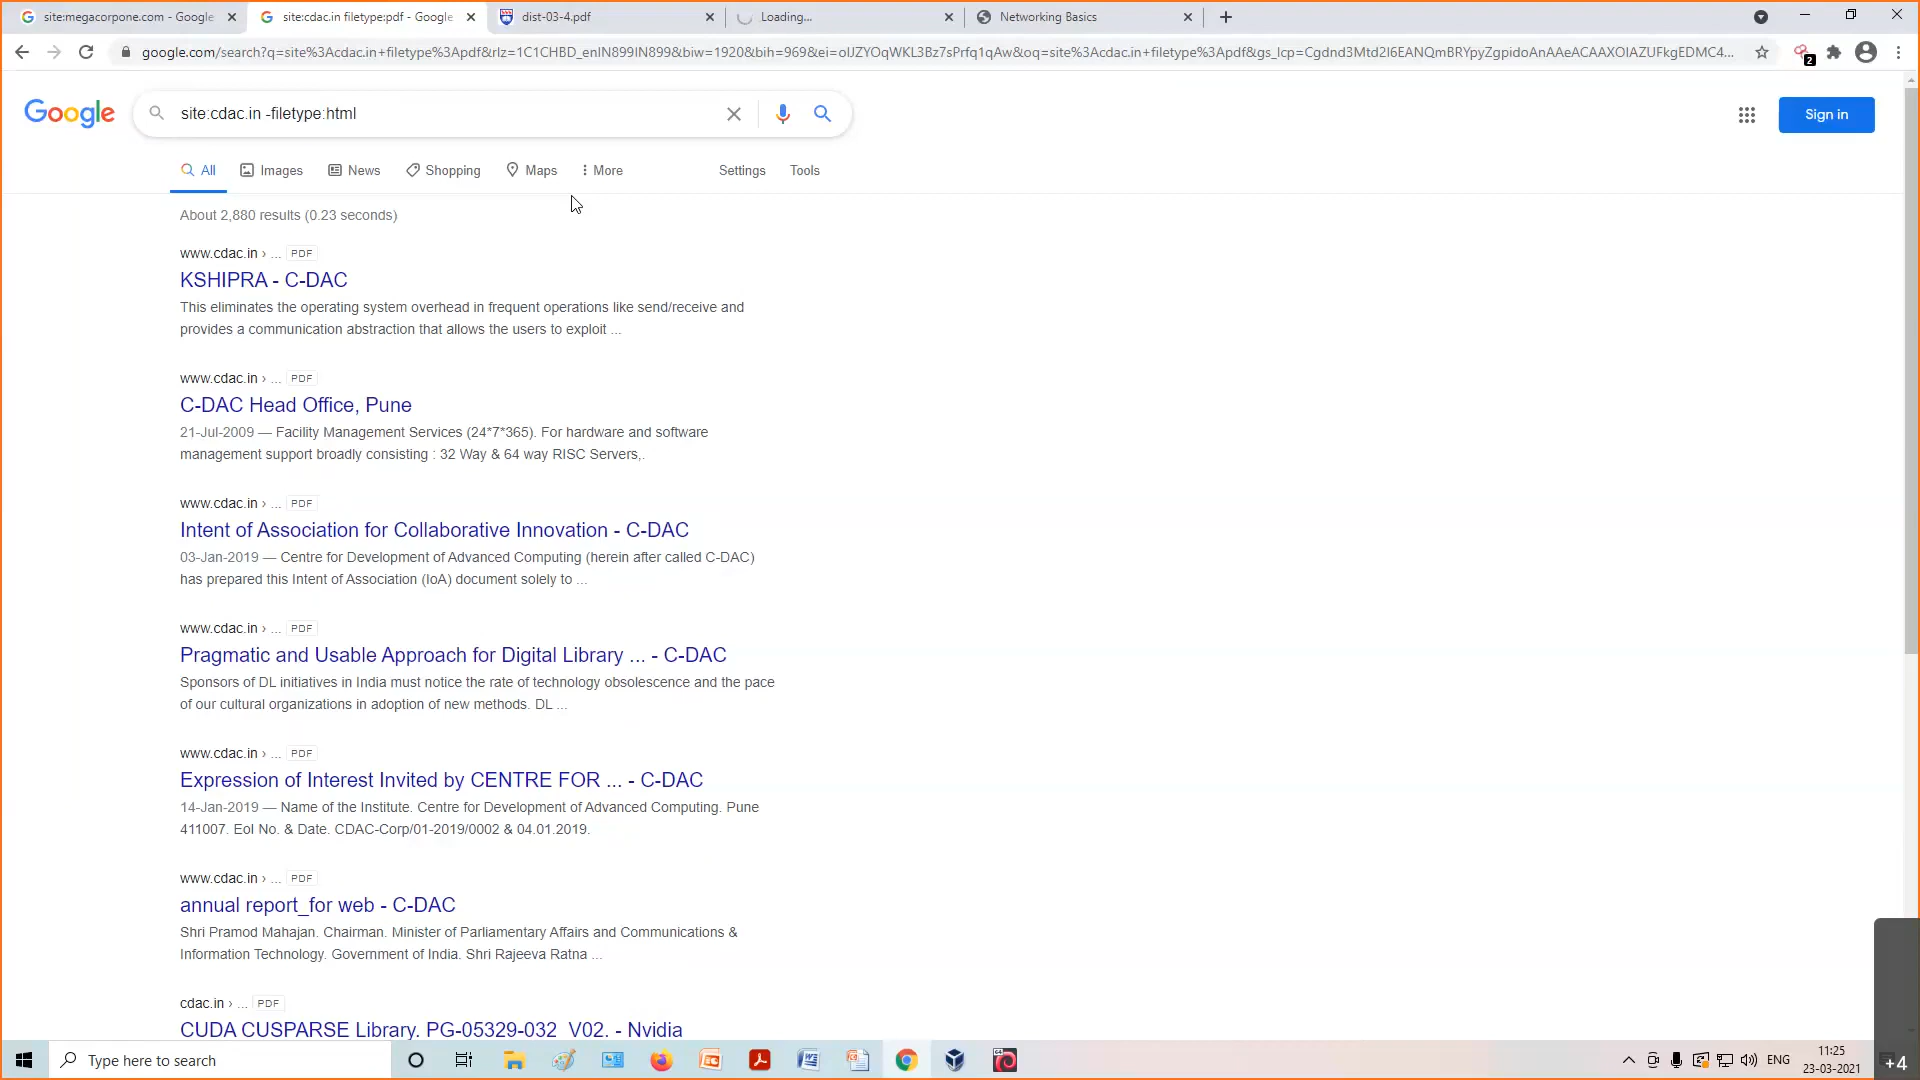 site:megacorpone.com - Google
site:cdac.in filetype:pdf - Google
dist-03-4.pdf
Loading...
Networking Basics
google.com/search?q=site%3Acdac.in+filetype%3Apdf&rlz=1C1CHBD_enIN899IN899&biw=1920&bih=969&ei=oIJZYOqWKL3Bz7sPrfq1qAw&oq=site%3Acdac.in+filetype%3Apdf&gs_lcp=Cgdnd3Mtd2l6EANQmBRYpyZgpidoAnAAeACAAXOIAZUFkgEDMC4...
2
Google
site:cdac.in -filetype:html
Sign in
All Images News Shopping Maps More Settings Tools
About 2,880 results (0.23 seconds)
www.cdac.in › ... PDF
KSHIPRA - C-DAC
This eliminates the operating system overhead in frequent operations like send/receive and
provides a communication abstraction that allows the users to exploit ...
www.cdac.in › ... PDF
C-DAC Head Office, Pune
21-Jul-2009 — Facility Management Services (24*7*365). For hardware and software
management support broadly consisting : 32 Way & 64 way RISC Servers,.
www.cdac.in › ... PDF
Intent of Association for Collaborative Innovation - C-DAC
03-Jan-2019 — Centre for Development of Advanced Computing (herein after called C-DAC)
has prepared this Intent of Association (IoA) document solely to ...
www.cdac.in › ... PDF
Pragmatic and Usable Approach for Digital Library ... - C-DAC
Sponsors of DL initiatives in India must notice the rate of technology obsolescence and the pace
of our cultural organizations in adoption of new methods. DL ...
www.cdac.in › ... PDF
Expression of Interest Invited by CENTRE FOR ... - C-DAC
14-Jan-2019 — Name of the Institute. Centre for Development of Advanced Computing. Pune
411007. EoI No. & Date. CDAC-Corp/01-2019/0002 & 04.01.2019.
www.cdac.in › ... PDF
annual report_for web - C-DAC
Shri Pramod Mahajan. Chairman. Minister of Parliamentary Affairs and Communications &
Information Technology. Government of India. Shri Rajeeva Ratna ...
cdac.in › ... PDF
CUDA CUSPARSE Library. PG-05329-032_V02. - Nvidia
Type here to search
ENG
11:25
23-03-2021
+4